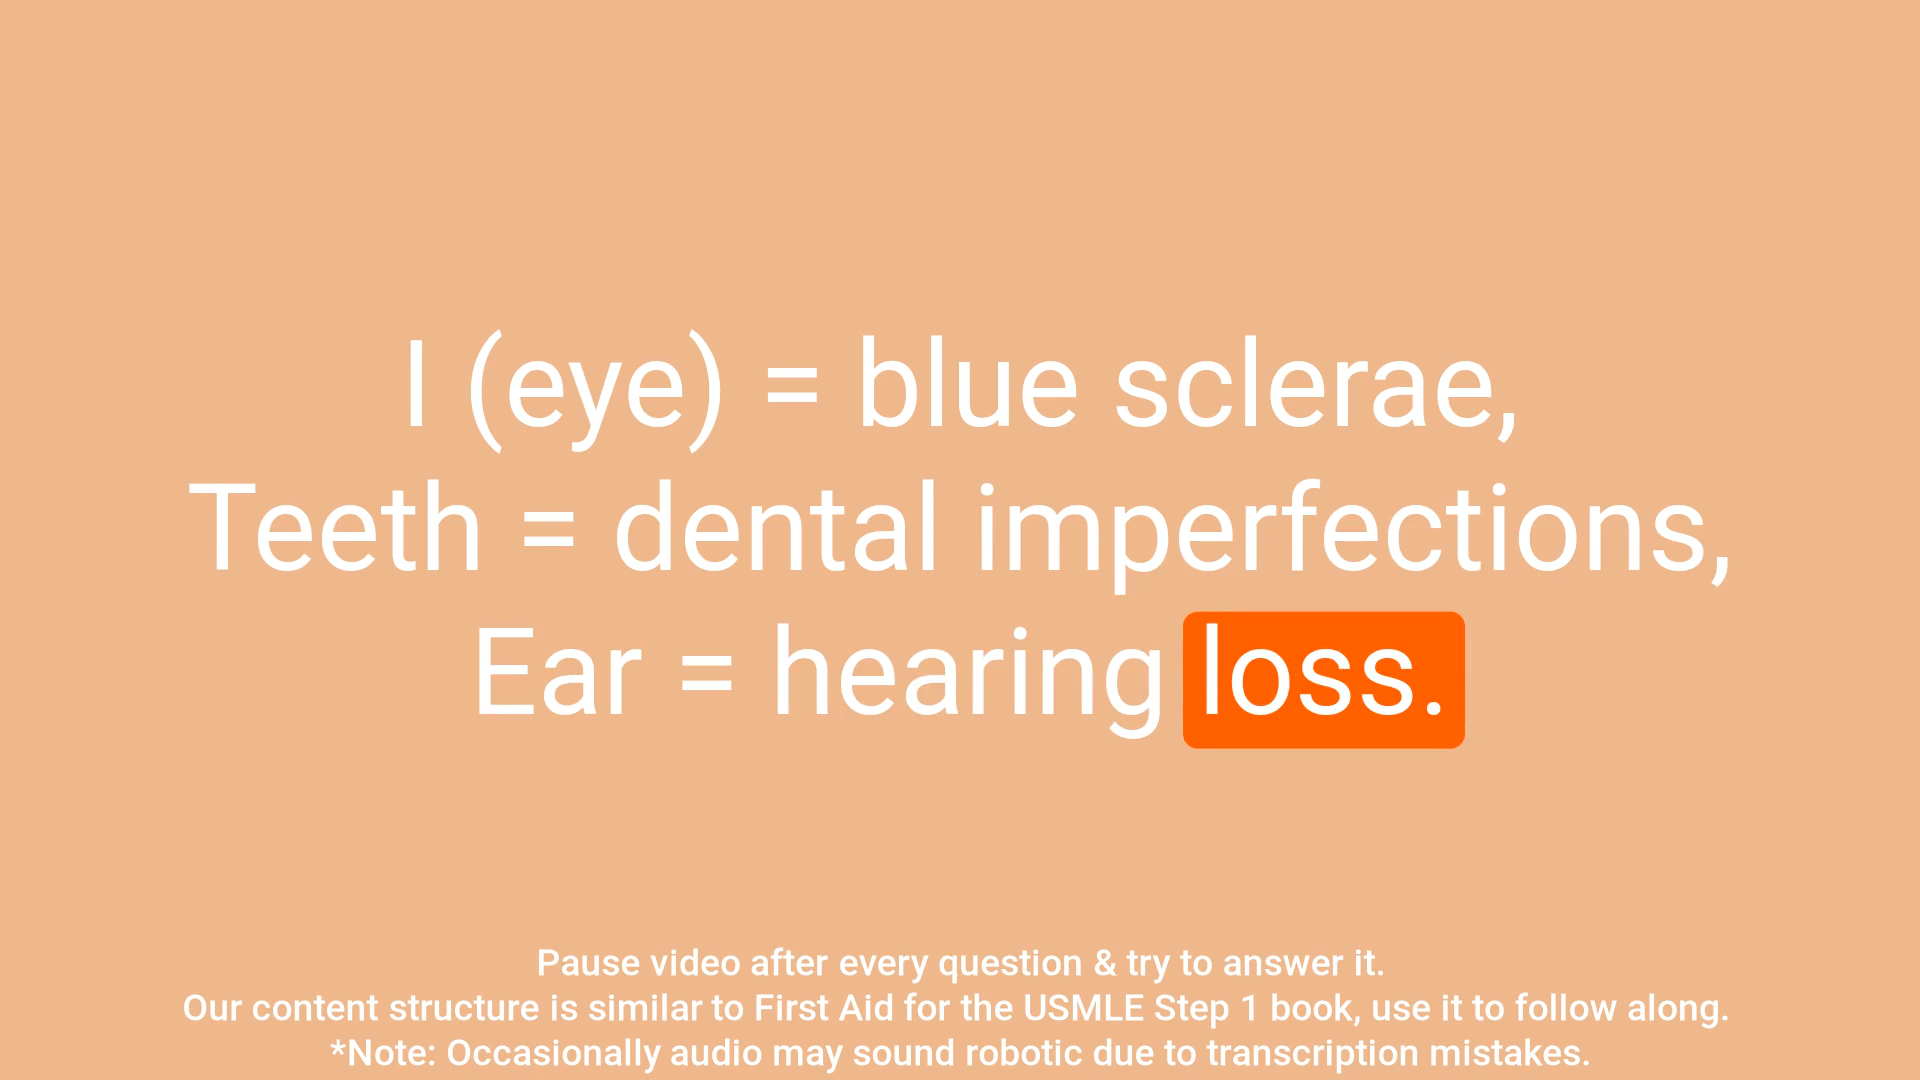 I (eye) = blue sclerae,
Teeth = dental imperfections,
Ear = hearing loss.
Pause video after every question & try to answer it.
Our content structure is similar to First Aid for the USMLE Step 1 book, use it to follow along.
*Note: Occasionally audio may sound robotic due to transcription mistakes.